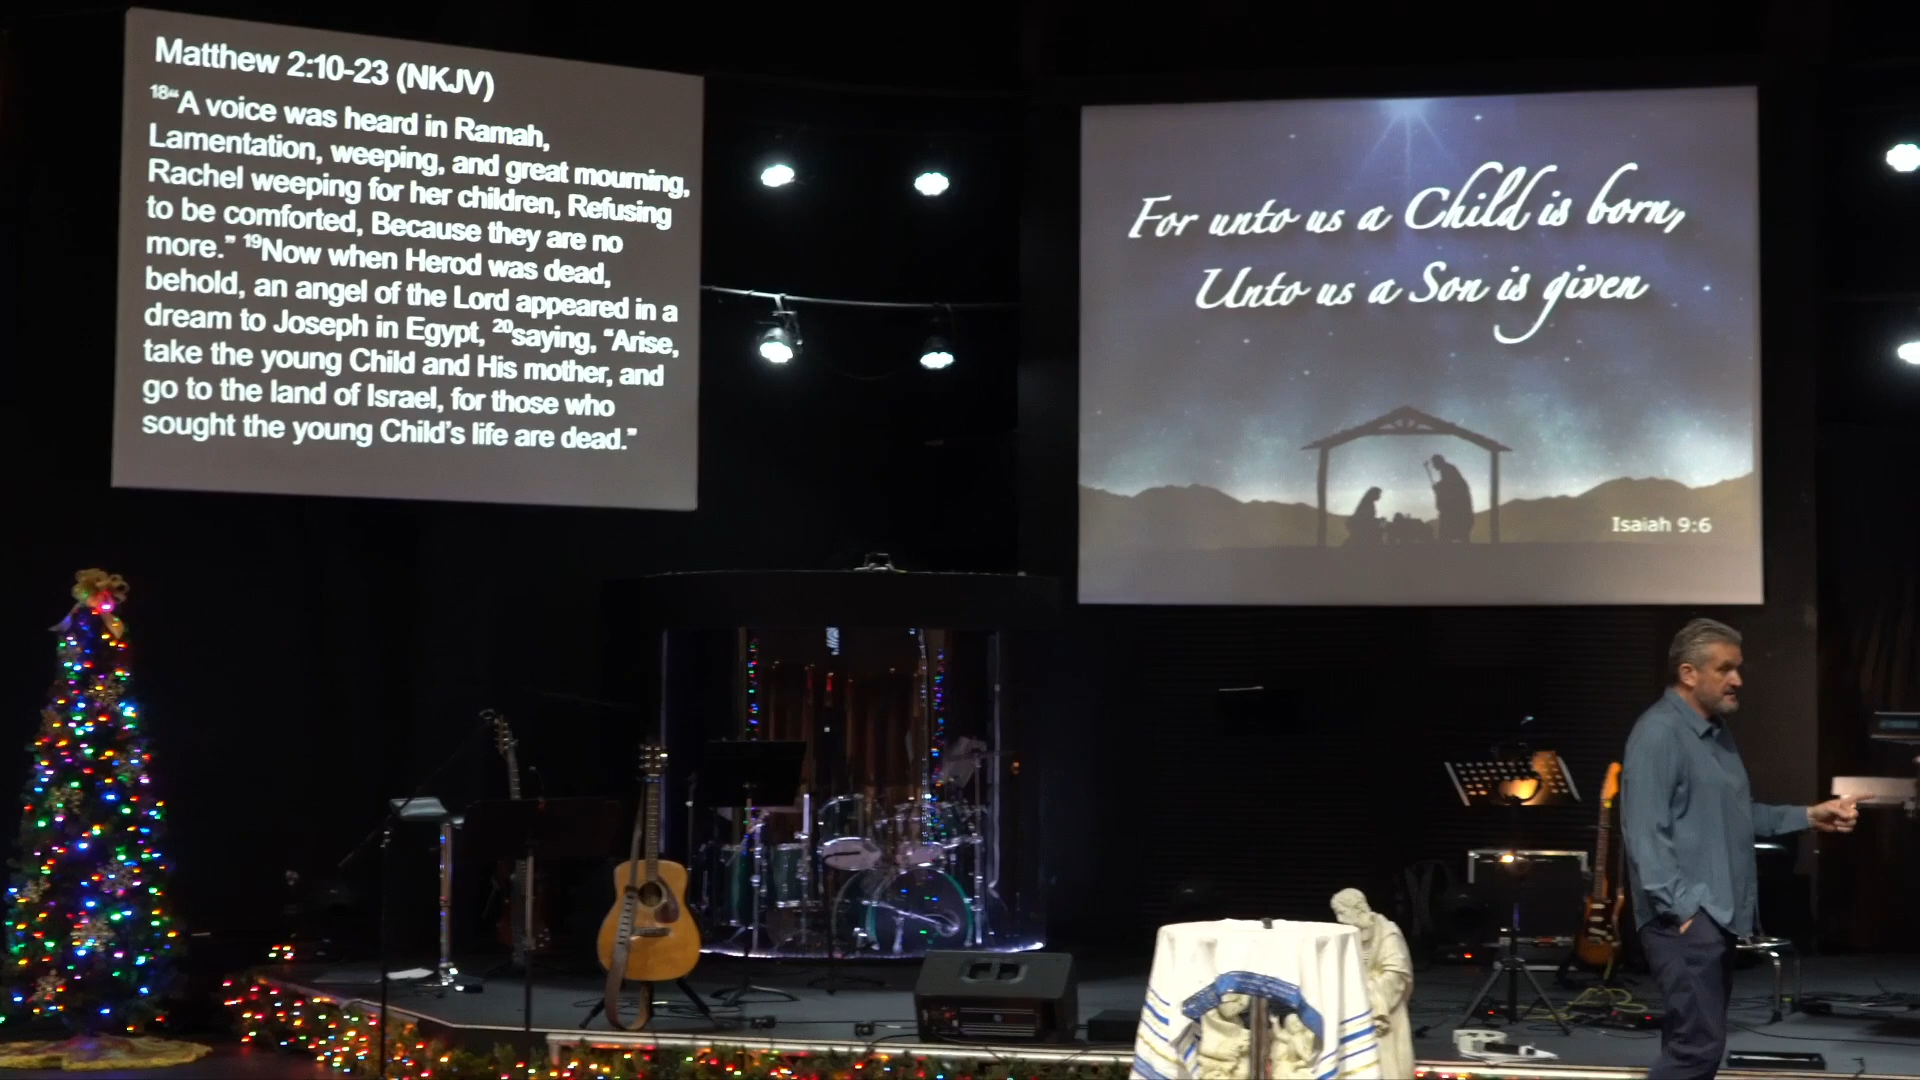 Matthew 2:10-23 (NKJV)
18“A voice was heard in Ramah,
Lamentation, weeping, and great mourning,
Rachel weeping for her children, Refusing
to be comforted, Because they are no
more.” 19Now when Herod was dead,
behold, an angel of the Lord appeared in a
dream to Joseph in Egypt, 20saying, “Arise,
take the young Child and His mother, and
go to the land of Israel, for those who
sought the young Child’s life are dead.”
For unto us a Child is born,
Unto us a Son is given
Isaiah 9:6